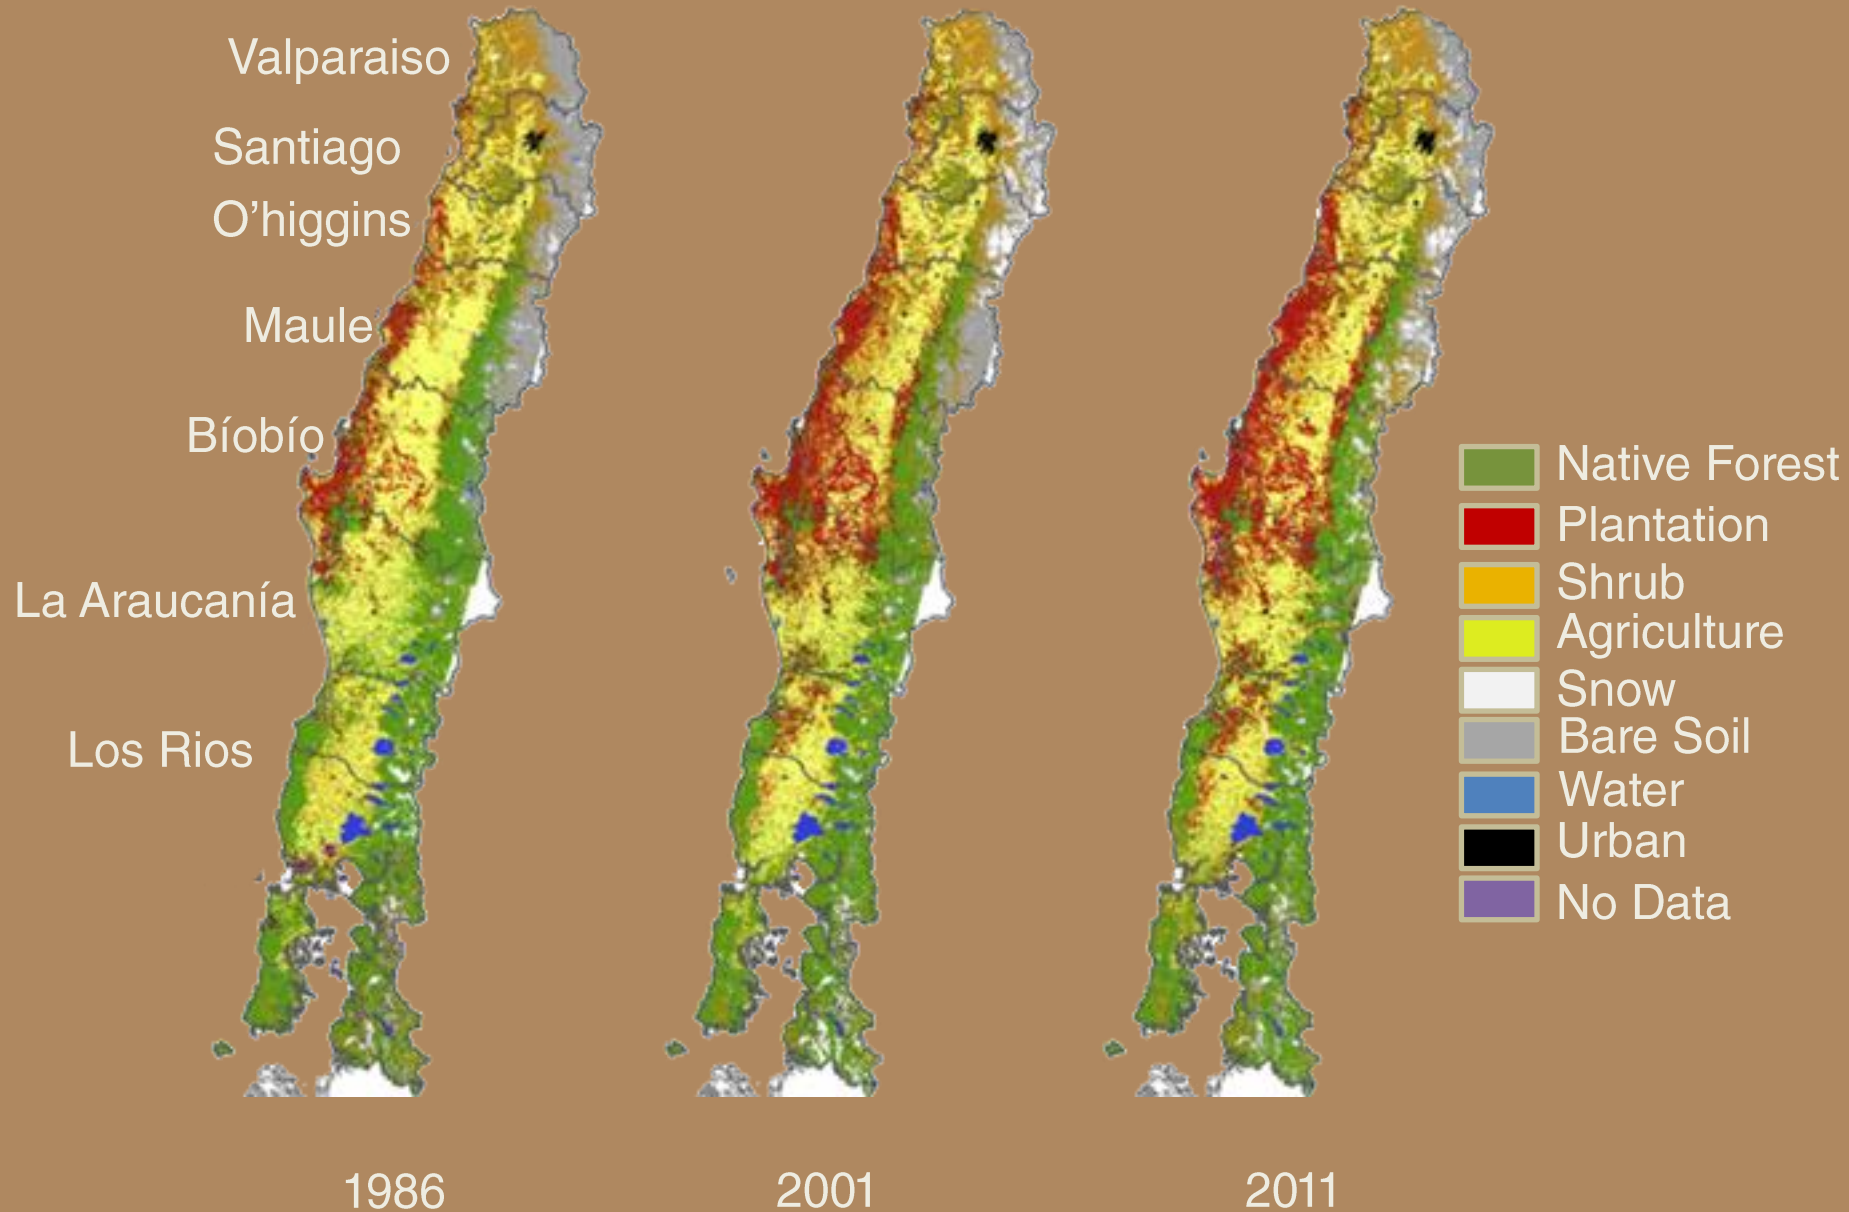 Valparaiso
Santiago
O’higgins
Maule
Bíobío
La Araucanía
Los Rios
Native Forest
Plantation
Shrub
Agriculture
Snow
Bare Soil
Water
Urban
No Data
1986
2001
2011